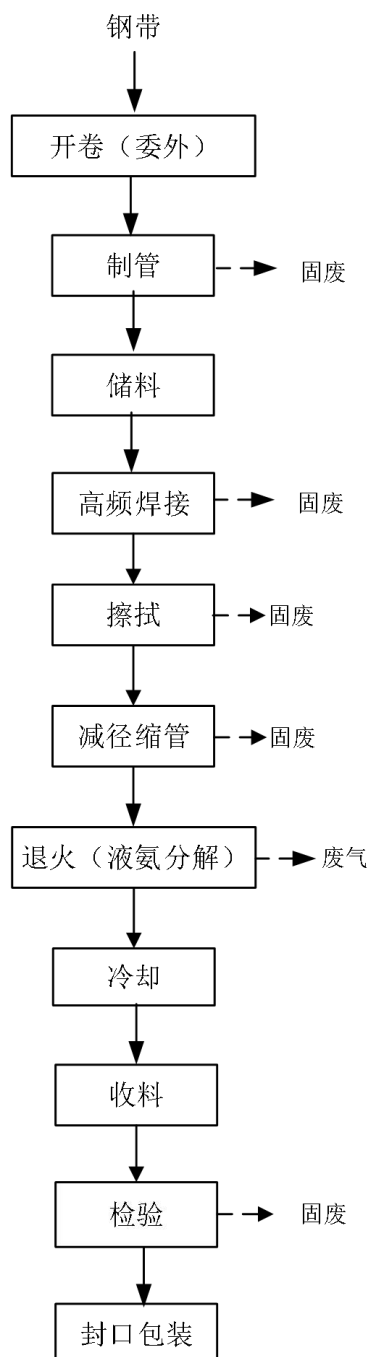 钢带
开卷（委外）
制管
固废
储料
高频焊接
固废
擦拭
固废
减径缩管
固废
退火（液氨分解）
废气
冷却
收料
检验
固废
封口包装